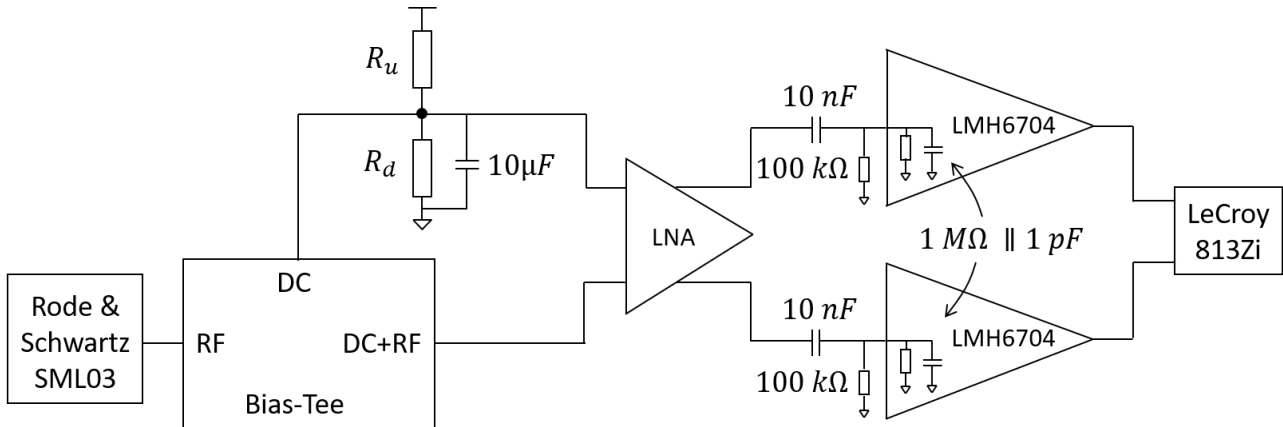 R_u
R_d
10μF
10 nF
100 kΩ
LMH6704
LNA
1 MΩ ∥ 1 pF
LeCroy
813Zi
Rode &
Schwartz
SML03
DC
RF
DC+RF
Bias-Tee
10 nF
100 kΩ
LMH6704